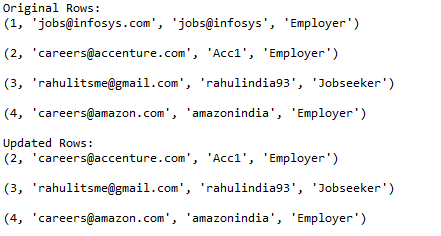 Original Rows:
(1, 'jobs@infosys.com', 'jobs@infosys', 'Employer')
(2, 'careers@accenture.com', 'Acc1', 'Employer')
(3, 'rahulitsme@gmail.com', 'rahulindia93', 'Jobseeker')
(4, 'careers@amazon.com', 'amazonindia', 'Employer')
Updated Rows:
(2, 'careers@accenture.com', 'Acc1', 'Employer')
(3, 'rahulitsme@gmail.com', 'rahulindia93', 'Jobseeker')
(4, 'careers@amazon.com', 'amazonindia', 'Employer')